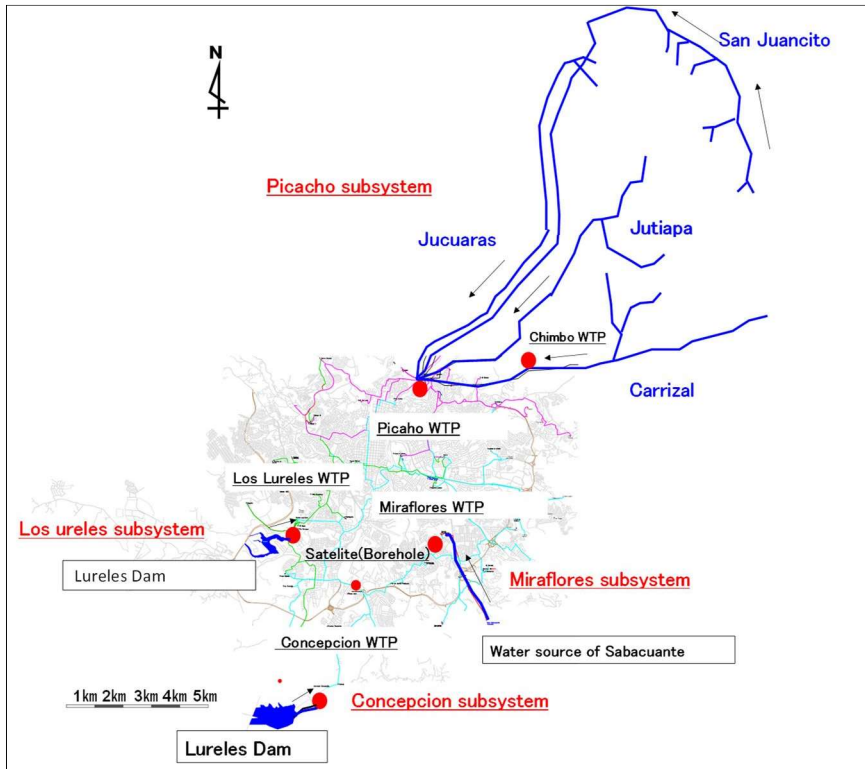 San Juancito
N
Picacho subsystem
Jucuaras
Jutiapa
Chimbo WTP
Carrizal
Picaho WTP
Los Lureles WTP
Miraflores WTP
Los ureles subsystem
Satelite(Borehole)
Lureles Dam
Miraflores subsystem
Concepcion WTP
Water source of Sabacuante
1km 2km 3km 4km 5km
Concepcion subsystem
Lureles Dam